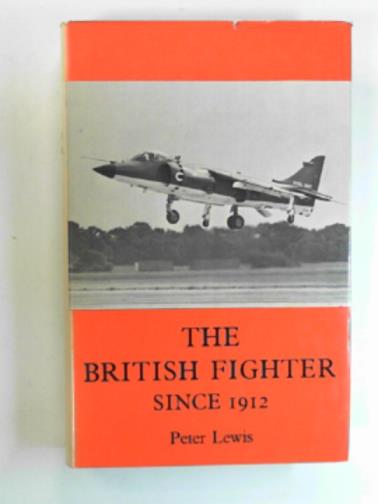 THE
BRITISH FIGHTER
SINCE 1912
Peter Lewis